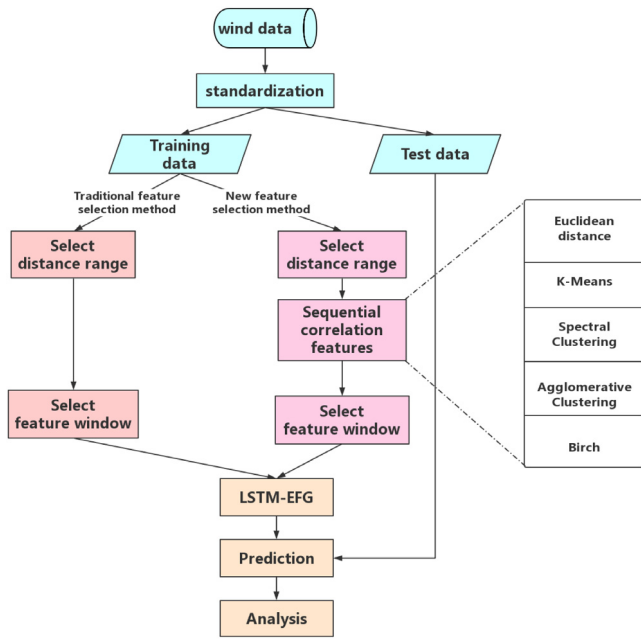 wind data
standardization
Training
data
Test data
Traditional feature
selection method
New feature
selection method
Select
distance range
Select
distance range
Sequential
correlation
features
Select
feature window
Select
feature window
Euclidean
distance
K-Means
Spectral
Clustering
Agglomerative
Clustering
Birch
LSTM-EFG
Prediction
Analysis